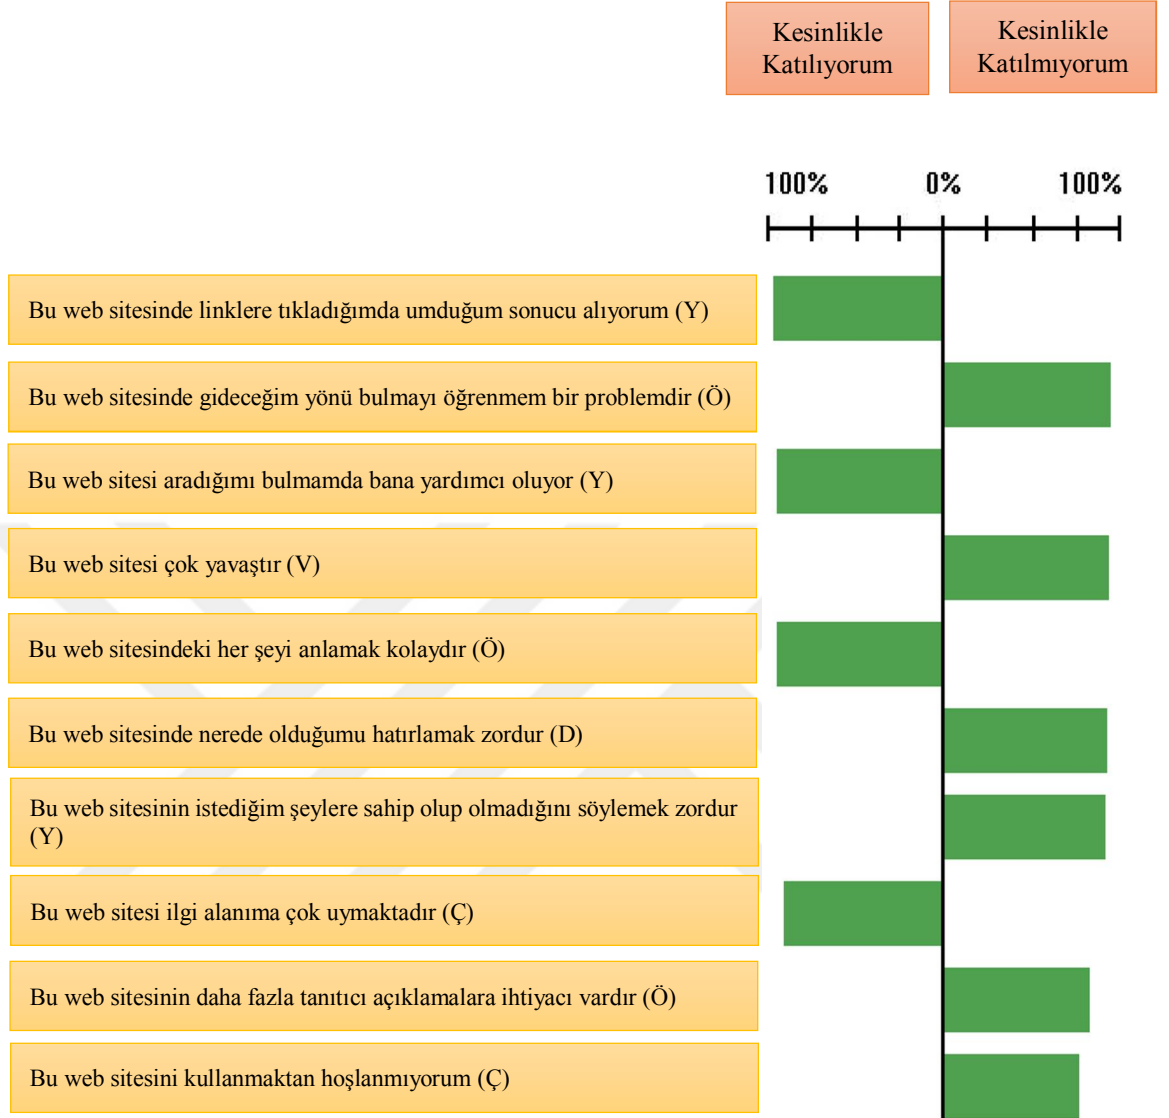 Kesinlikle
Katılıyorum
Kesinlikle
Katılmıyorum
100% 0% 100%
Bu web sitesinde linklere tıkladığımda umduğum sonucu alıyorum (Y)
Bu web sitesinde gideceğim yönü bulmayı öğrenmem bir problemdir (Ö)
Bu web sitesi aradığımı bulmamda bana yardımcı oluyor (Y)
Bu web sitesi çok yavaştır (V)
Bu web sitesindeki her şeyi anlamak kolaydır (Ö)
Bu web sitesinde nerede olduğumu hatırlamak zordur (D)
Bu web sitesinin istediğim şeylere sahip olup olmadığını söylemek zordur
(Y)
Bu web sitesi ilgi alanıma çok uymaktadır (Ç)
Bu web sitesinin daha fazla tanıtıcı açıklamalara ihtiyacı vardır (Ö)
Bu web sitesini kullanmaktan hoşlanmıyorum (Ç)